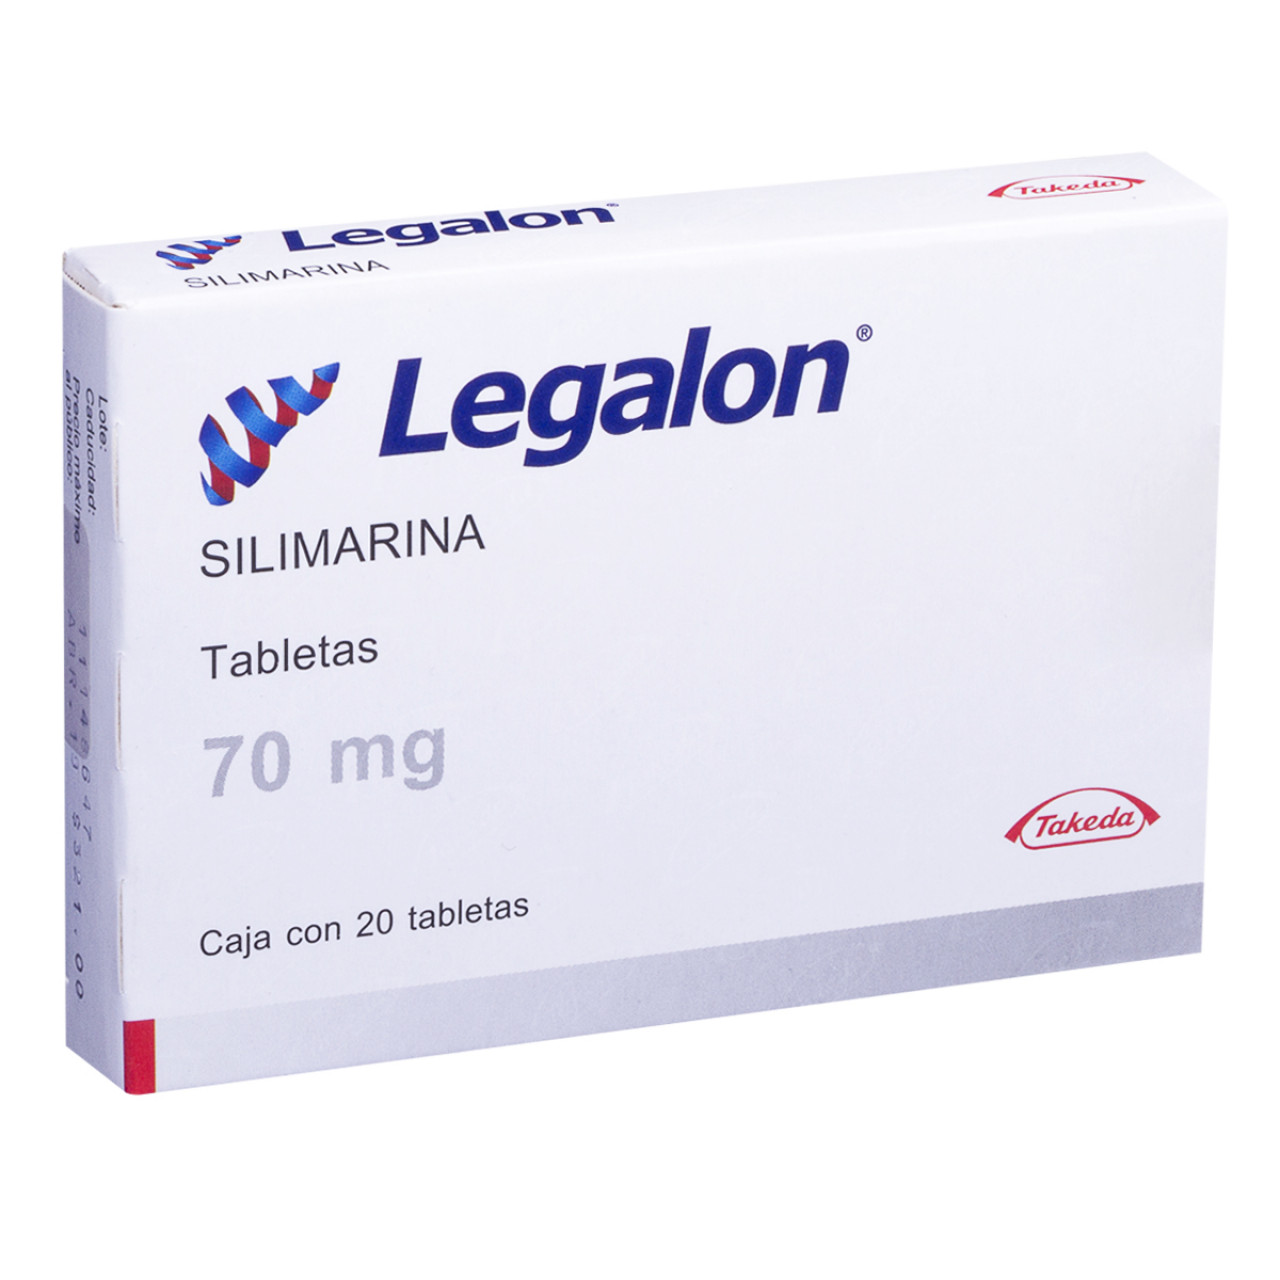 Legalon®
SILIMARINA
Takeda
Legalon®
SILIMARINA
Tabletas
70 mg
Takeda
Caja con 20 tabletas
Lote:
Caducidad:
Precio máximo
al público: